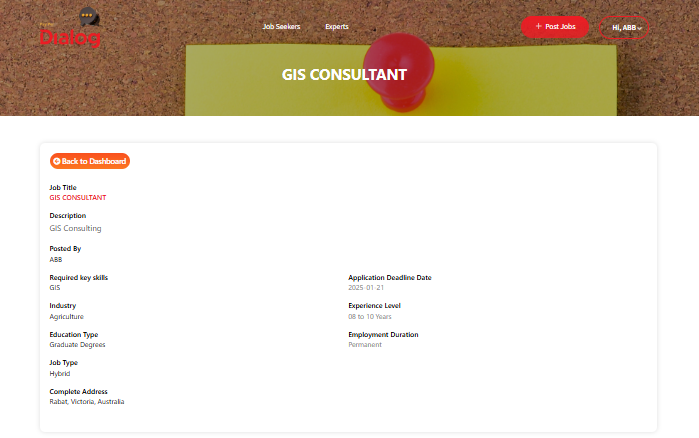 Dialog
Job Seekers
Experts
+ Post Jobs
Hi, ABB
GIS CONSULTANT
Back to Dashboard
Job Title
GIS CONSULTANT
Description
GIS Consulting
Posted By
ABB
Required key skills
GIS
Application Deadline Date
2025-01-21
Industry
Agriculture
Experience Level
08 to 10 Years
Education Type
Graduate Degrees
Employment Duration
Permanent
Job Type
Hybrid
Complete Address
Rabat, Victoria, Australia